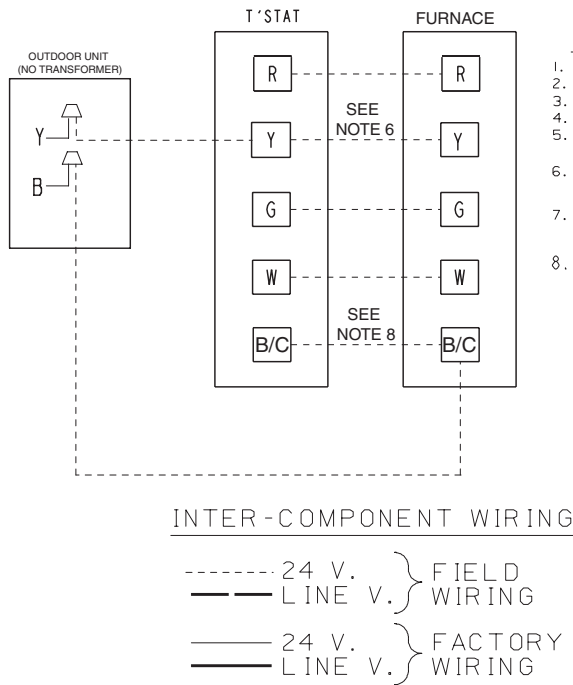 T'STAT
FURNACE
OUTDOOR UNIT
(NO TRANSFORMER)
R
R
1.
2.
3.
4.
5.
6.
7.
8.
SEE
NOTE 6
Y
Y
Y
B
G
G
W
W
SEE
NOTE 8
B/C
B/C
INTER-COMPONENT WIRING
24 V.
LINE V.
FIELD
WIRING
24 V.
LINE V.
FACTORY
WIRING